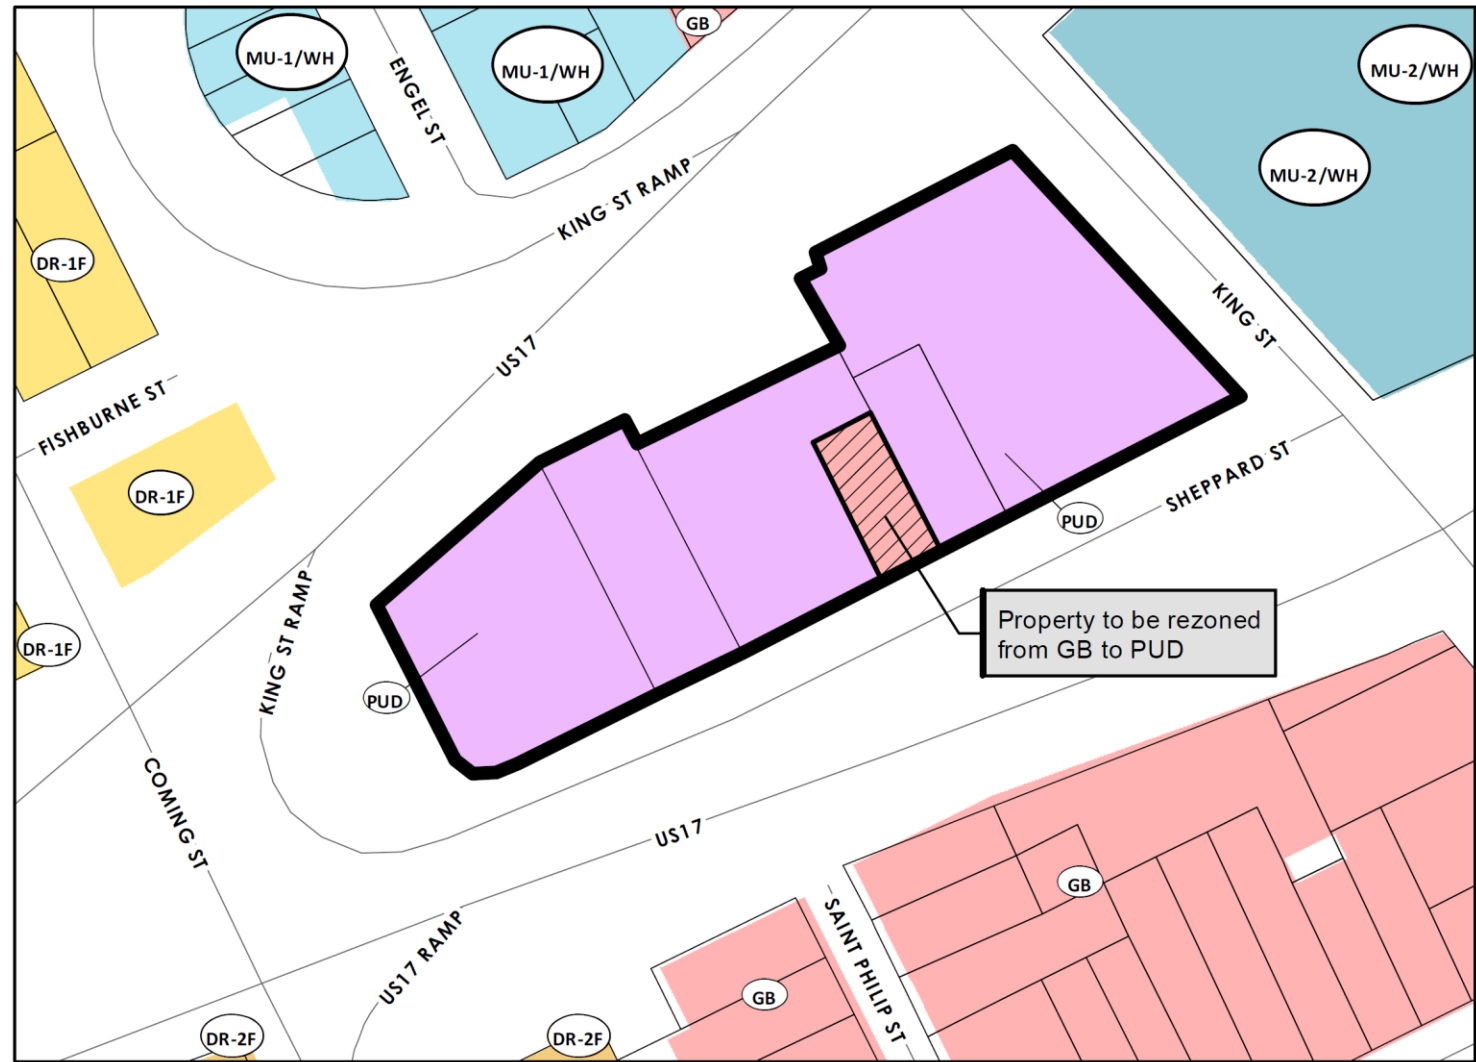 GB
MU-1/WH
MU-1/WH
MU-2/WH
ENGEL ST
MU-2/WH
KING ST RAMP
DR-1F
KING ST
US17
FISHBURNE ST
DR-1F
SHEPPARD ST
PUD
KING ST RAMP
Property to be rezoned
from GB to PUD
DR-1F
PUD
COMING ST
US17
GB
SAINT PHILIP ST
US17 RAMP
GB
DR-2F
DR-2F